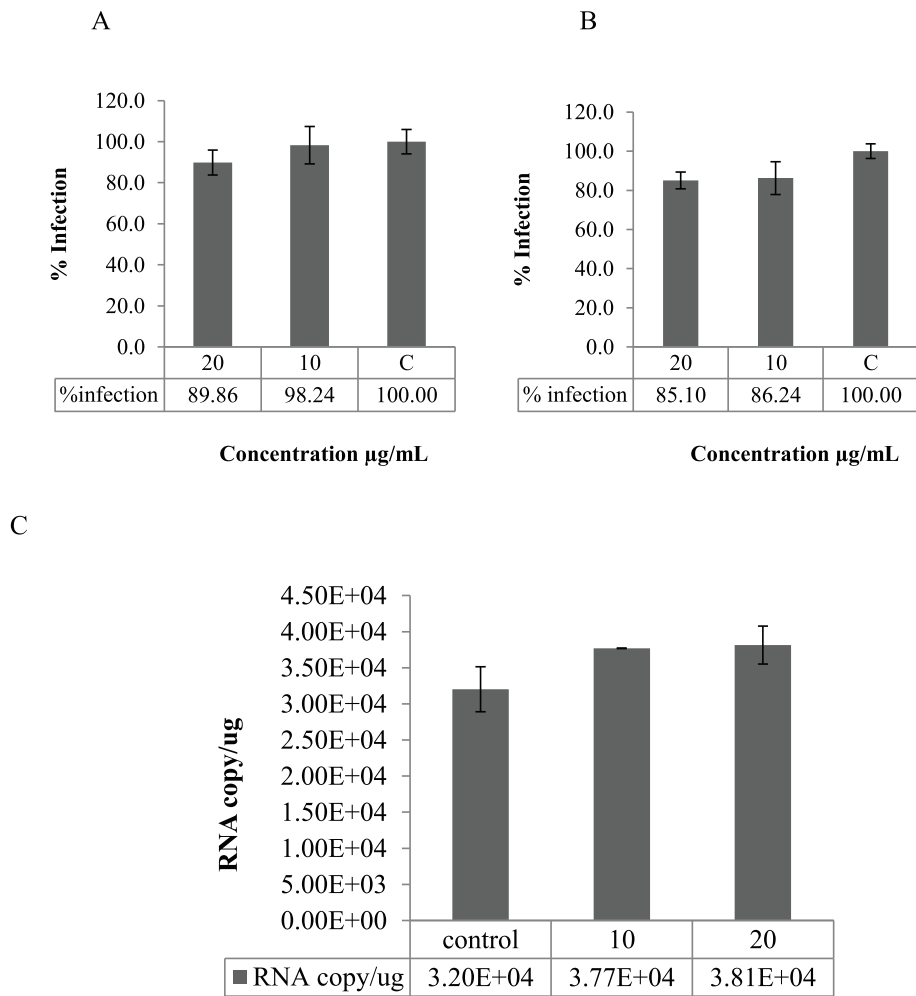 A
120.0
100.0
80.0
60.0
40.0
20.0
0.0
% Infection
20 10 C
%infection 89.86 98.24 100.00
Concentration µg/mL
B
120.0
100.0
80.0
60.0
40.0
20.0
0.0
% Infection
20 10 C
% infection 85.10 86.24 100.00
Concentration µg/mL
C
4.50E+04
4.00E+04
3.50E+04
3.00E+04
2.50E+04
2.00E+04
1.50E+04
1.00E+04
5.00E+03
0.00E+00
RNA copy/ug
control 10 20
RNA copy/ug 3.20E+04 3.77E+04 3.81E+04